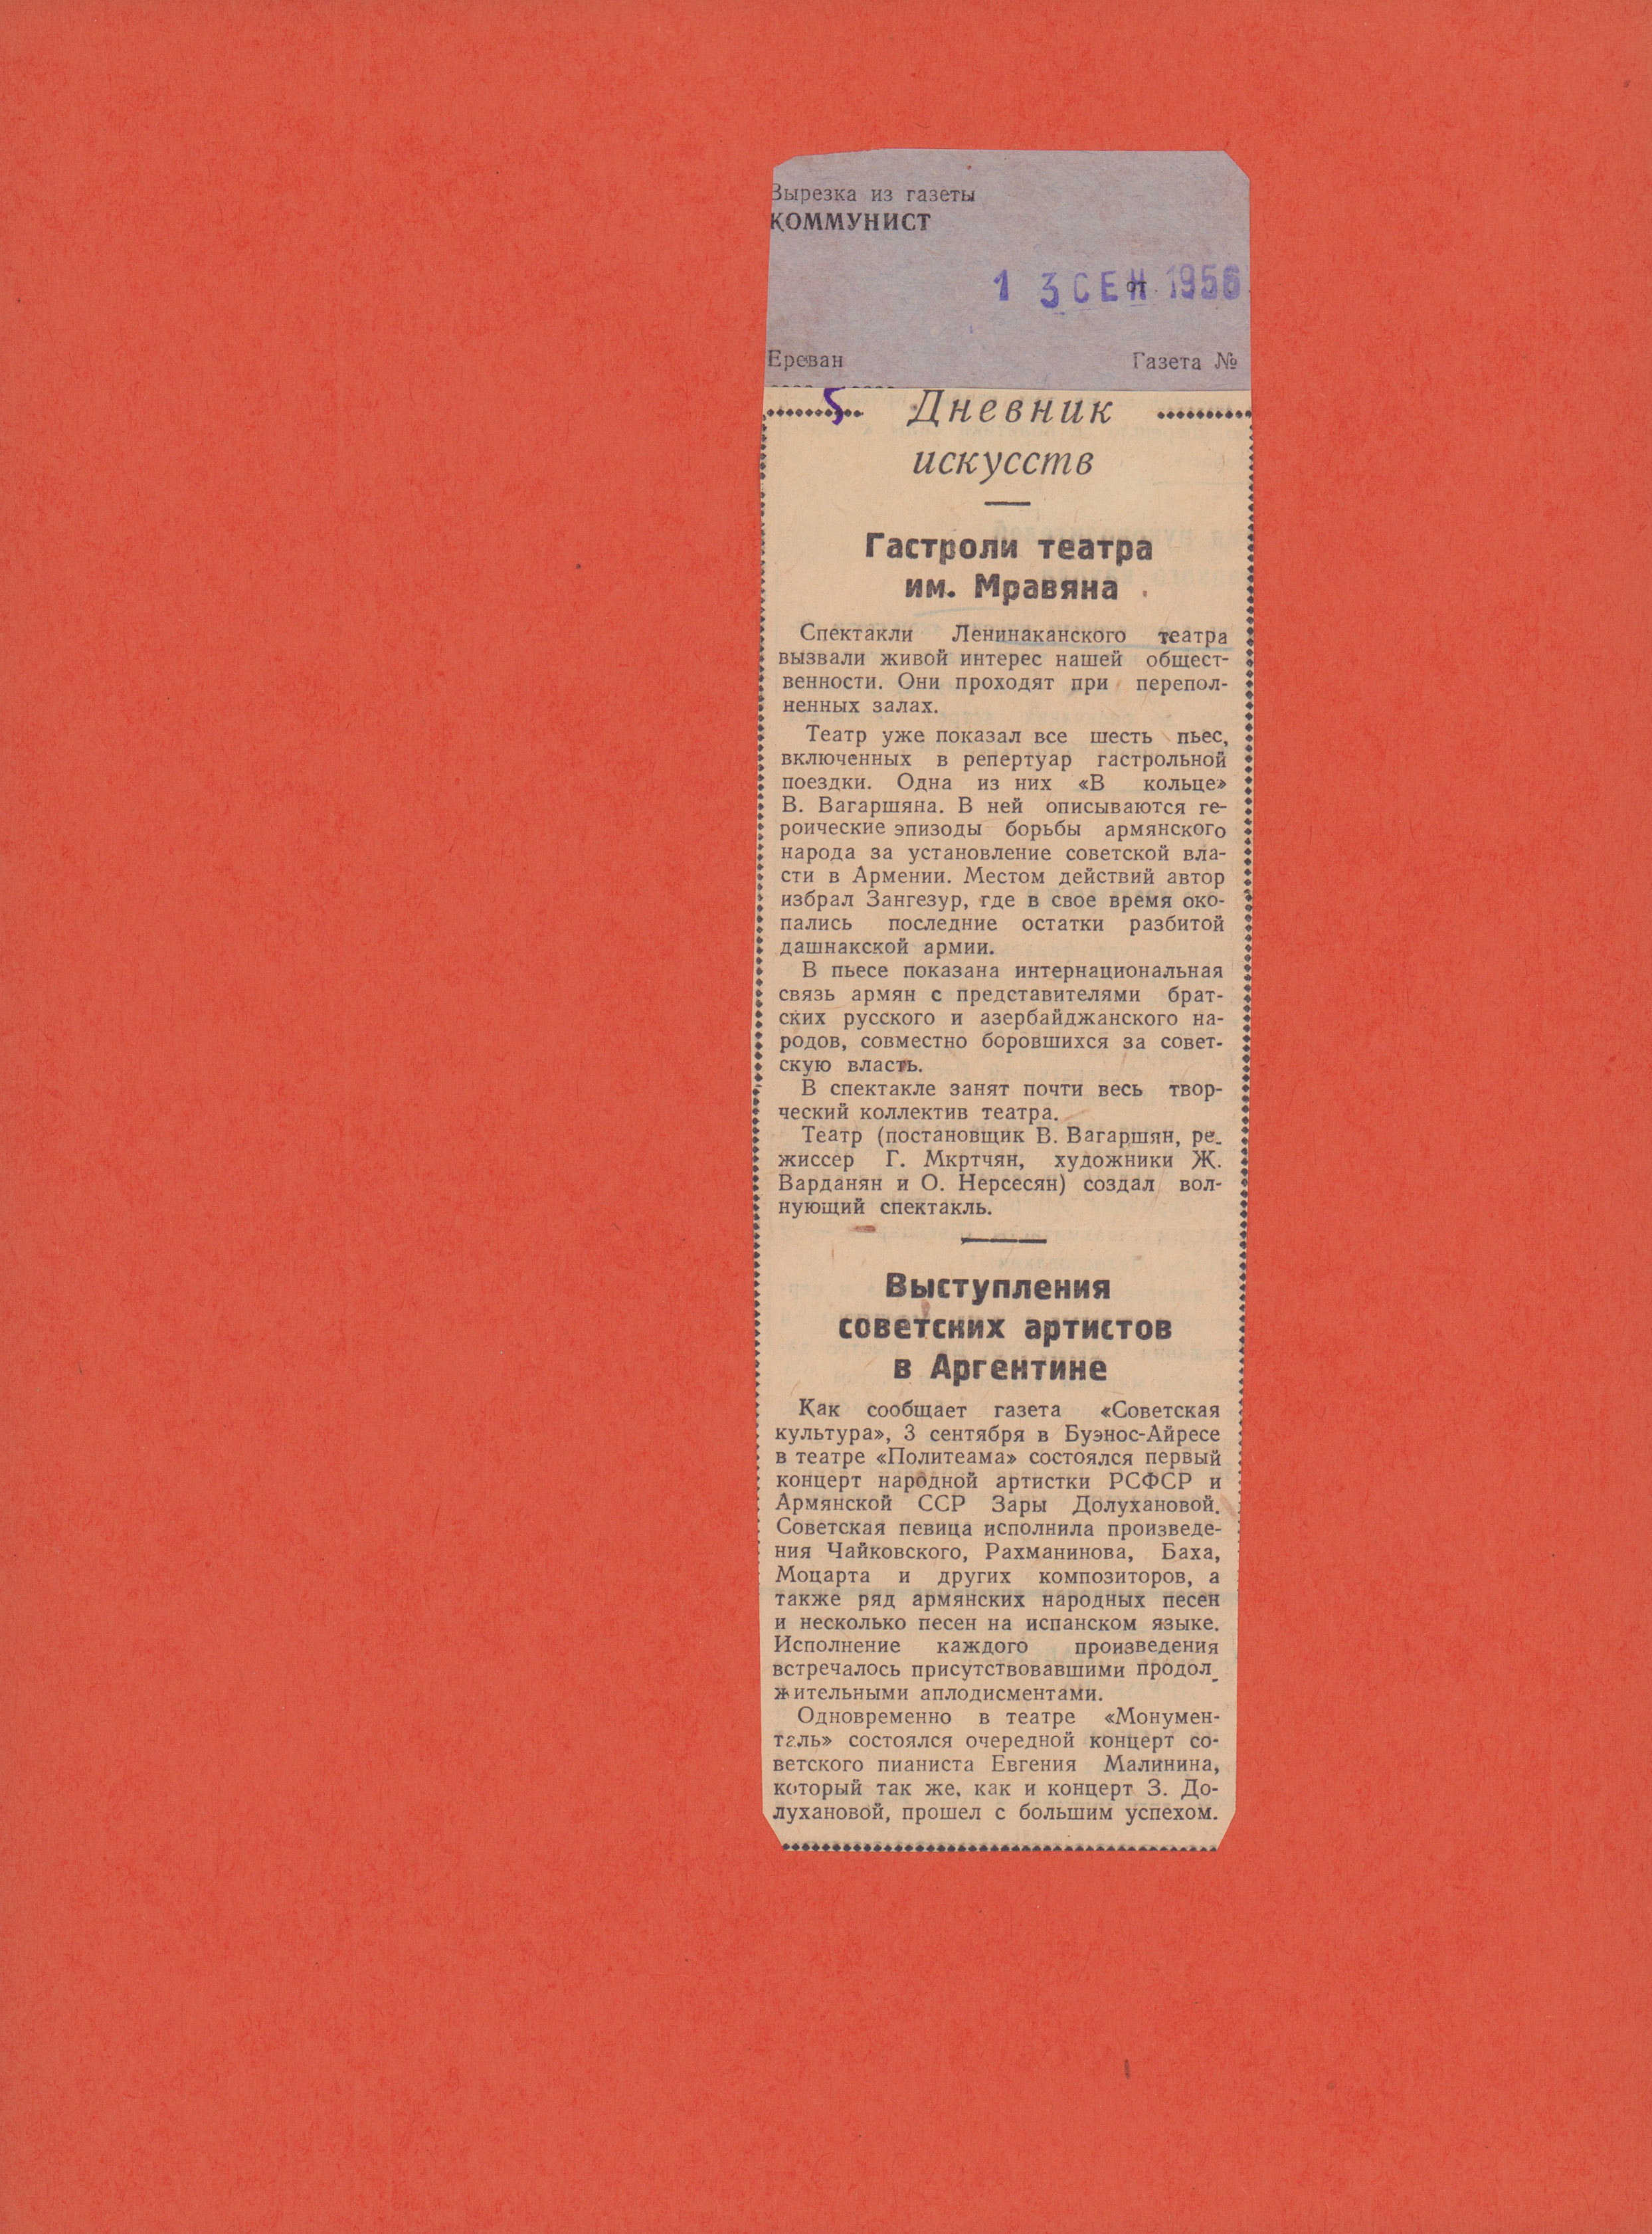 Вырезка из газеты
КОММУНИСТ
1 3 СЕН 1956
от
Ереван Газета №
5
Дневник
искусств
Гастроли театра
им. Мравяна
Спектакли Ленинаканского театра
вызвали живой интерес нашей общест-
венности. Они проходят при перепол-
ненных залах.
Театр уже показал все шесть пьес,
включенных в репертуар гастрольной
поездки. Одна из них «В кольце»
В. Вагаршяна. В ней описываются ге-
роические эпизоды борьбы армянского
народа за установление советской вла-
сти в Армении. Местом действий автор
избрал Зангезур, где в свое время око-
пались последние остатки разбитой
дашнакской армии.
В пьесе показана интернациональная
связь армян с представителями брат-
ских русского и азербайджанского на-
родов, совместно боровшихся за совет-
скую власть.
В спектакле занят почти весь твор-
ческий коллектив театра.
Театр (постановщик В. Вагаршян, ре-
жиссер Г. Мкртчян, художники Ж.
Варданян и О. Нерсесян) создал вол-
нующий спектакль.
Выступления
советских артистов
в Аргентине
Как сообщает газета «Советская
культура», 3 сентября в Буэнос-Айресе
в театре «Политеама» состоялся первый
концерт народной артистки РСФСР и
Армянской ССР Зары Долухановой.
Советская певица исполнила произведе-
ния Чайковского, Рахманинова, Баха,
Моцарта и других композиторов, а
также ряд армянских народных песен
и несколько песен на испанском языке.
Исполнение каждого произведения
встречалось присутствовавшими продол-
жительными аплодисментами.
Одновременно в театре «Монумен-
таль» состоялся очередной концерт со-
ветского пианиста Евгения Малинина,
который так же, как и концерт З. До-
лухановой, прошел с большим успехом.